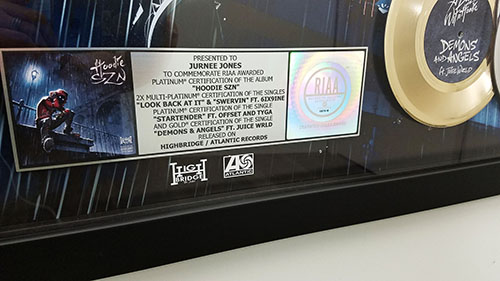 Hoodie
SZN
PRESENTED TO
JURNEE JONES
TO COMMEMORATE RIAA AWARDED
PLATINUM® CERTIFICATION OF THE ALBUM
"HOODIE SZN"
2X MULTI-PLATINUM® CERTIFICATION OF THE SINGLES
"LOOK BACK AT IT" & "SWERVIN" FT. 6IX9INE
PLATINUM® CERTIFICATION OF THE SINGLE
"STARTENDER" FT. OFFSET AND TYGA
AND GOLD® CERTIFICATION OF THE SINGLE
"DEMONS & ANGELS" FT. JUICE WRLD
RELEASED ON
HIGHBRIDGE / ATLANTIC RECORDS
RIAA
BRIDGE
ATLANTIC
DEMONS
AND ANGELS
FT. JUICE WRLD